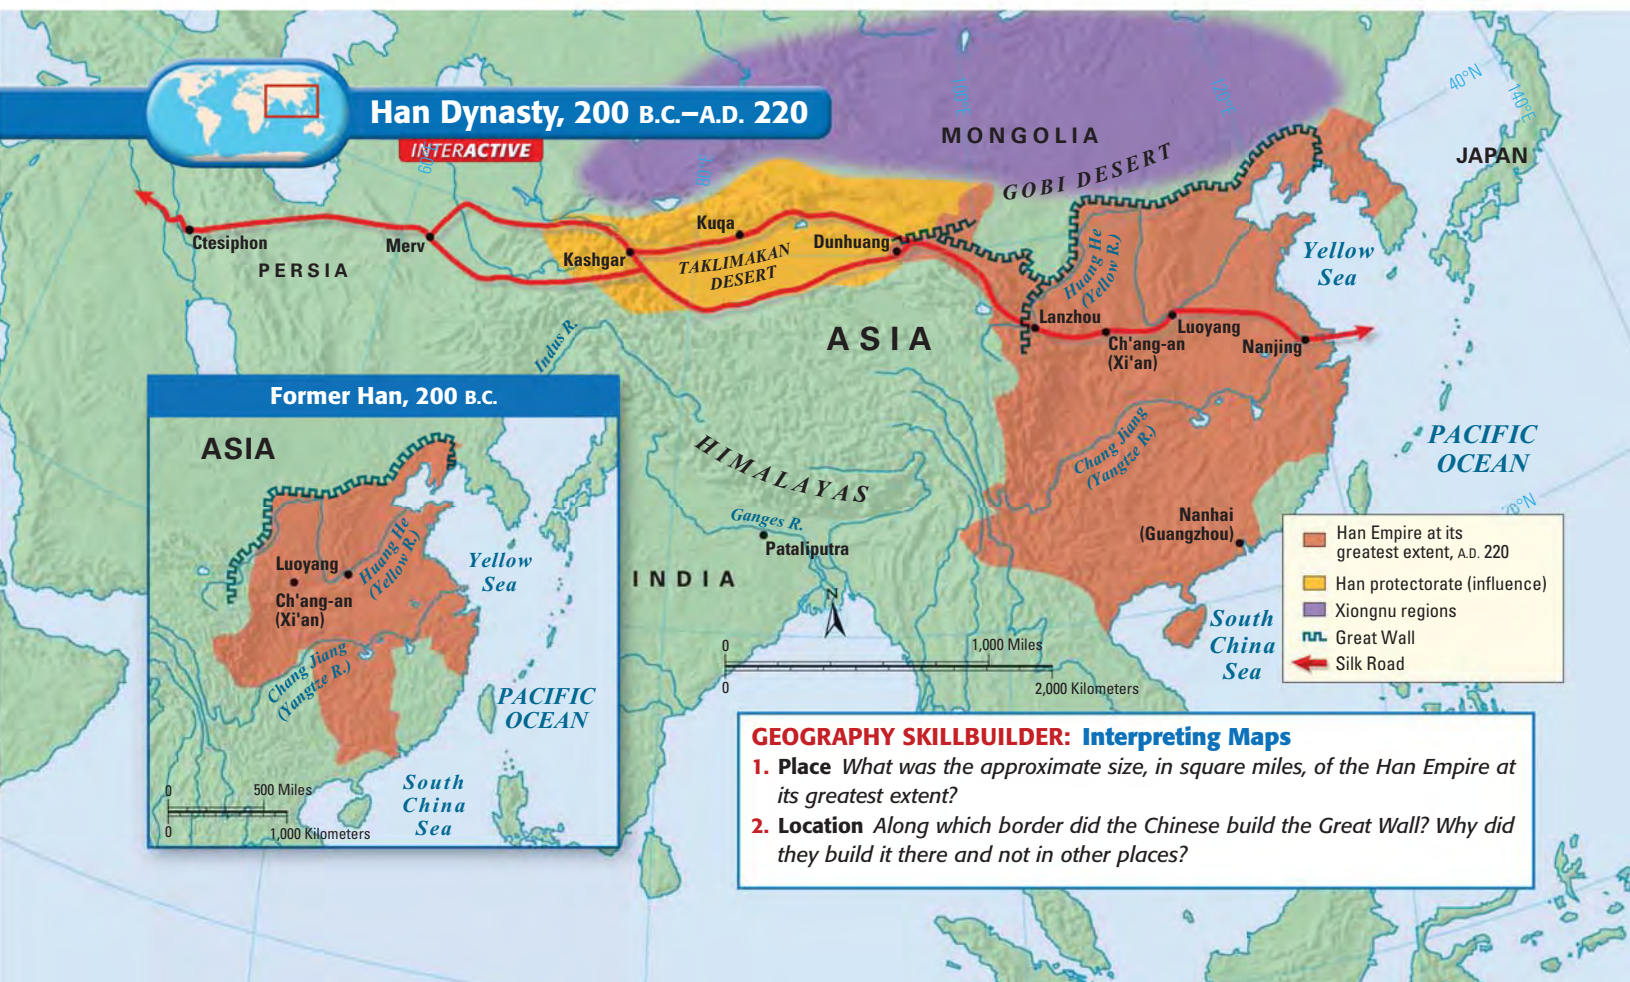 Han Dynasty, 200 B.C.–A.D. 220
INTERACTIVE
MONGOLIA
GOBI DESERT
JAPAN
40°N
140°E
Kuqa
Dunhuang
Kashgar
TAKLIMAKAN
DESERT
Ctesiphon
Merv
PERSIA
Huang He
(Yellow R.)
Yellow
Sea
Lanzhou
Ch'ang-an
(Xi'an)
Luoyang
Nanjing
ASIA
Indus R.
HIMALAYAS
Ganges R.
Pataliputra
INDIA
Chang Jiang
(Yangtze R.)
PACIFIC
OCEAN
Nanhai
(Guangzhou)
South
China
Sea
N
0
1,000 Miles
0
2,000 Kilometers
Former Han, 200 B.C.
ASIA
Luoyang
Ch'ang-an
(Xi'an)
Huang He
(Yellow R.)
Yellow
Sea
Chang Jiang
(Yangtze R.)
PACIFIC
OCEAN
South
China
Sea
0
500 Miles
0
1,000 Kilometers
Han Empire at its
greatest extent, A.D. 220
Han protectorate (influence)
Xiongnu regions
Great Wall
Silk Road
GEOGRAPHY SKILLBUILDER: Interpreting Maps
1. Place What was the approximate size, in square miles, of the Han Empire at
its greatest extent?
2. Location Along which border did the Chinese build the Great Wall? Why did
they build it there and not in other places?